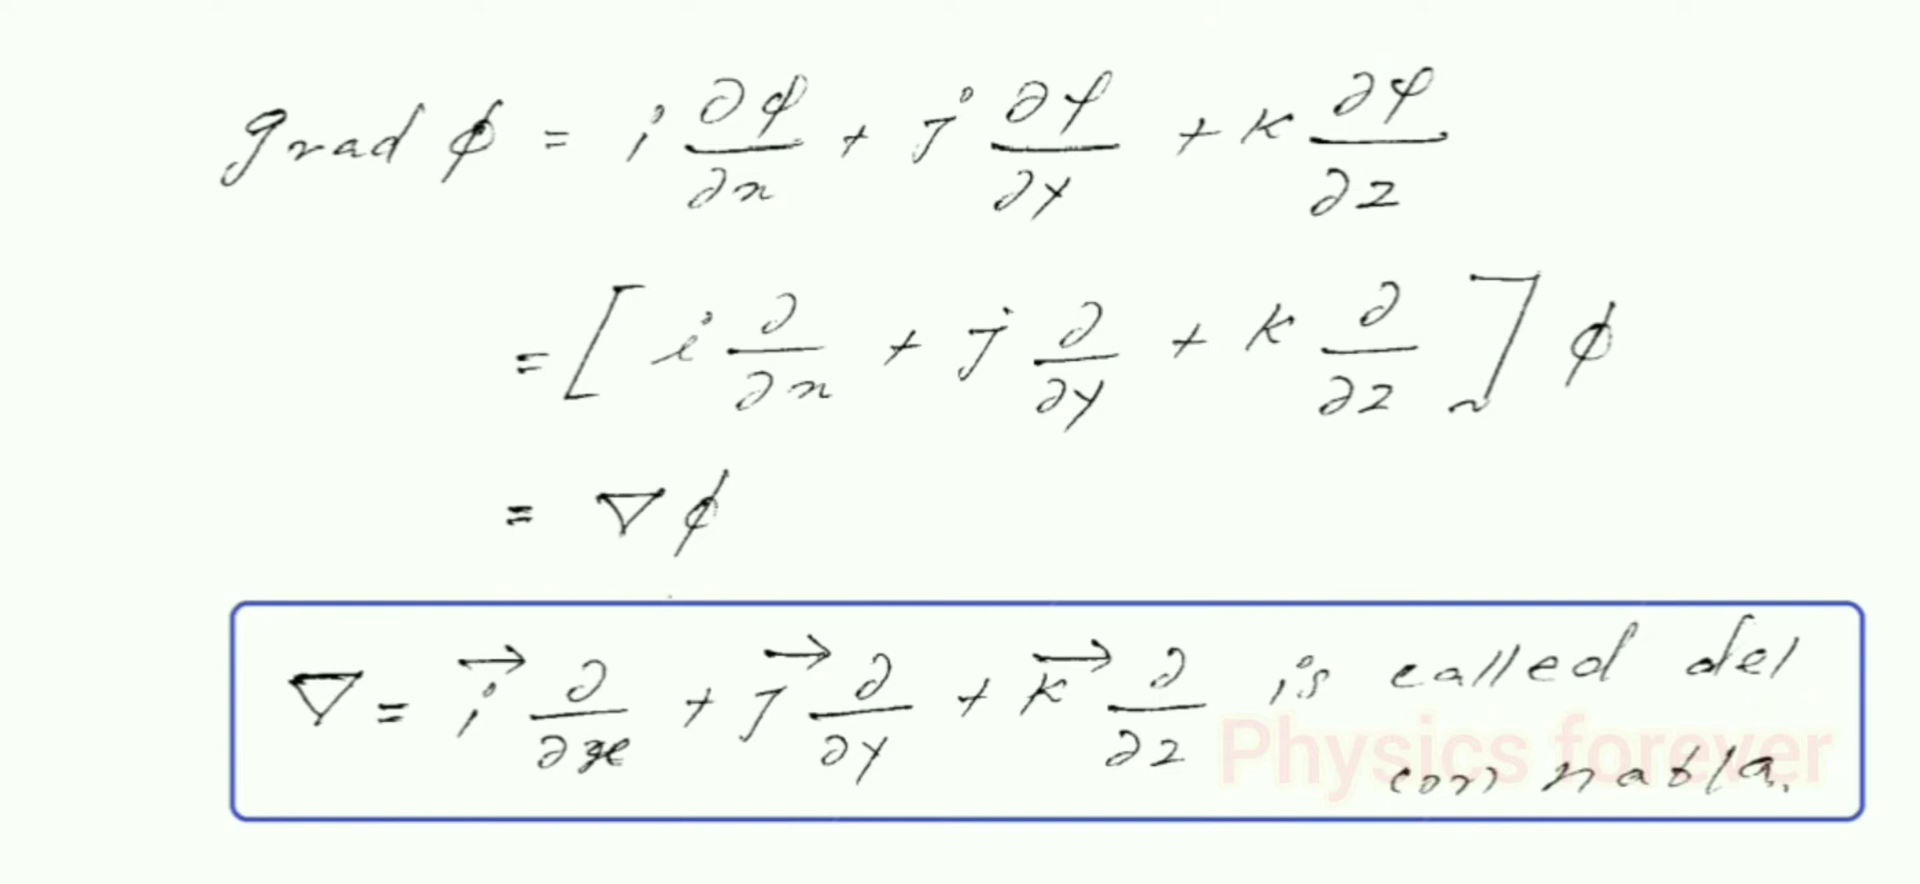 grad ϕ = i ∂ϕ/∂x + j ∂φ/∂y + k ∂φ/∂z
= [ i ∂/∂x + j ∂/∂y + k ∂/∂z ] ϕ
= ∇ϕ
∇ = i⃗ ∂/∂x + j⃗ ∂/∂y + k⃗ ∂/∂z is called del
Physics forever
(or) nabla.